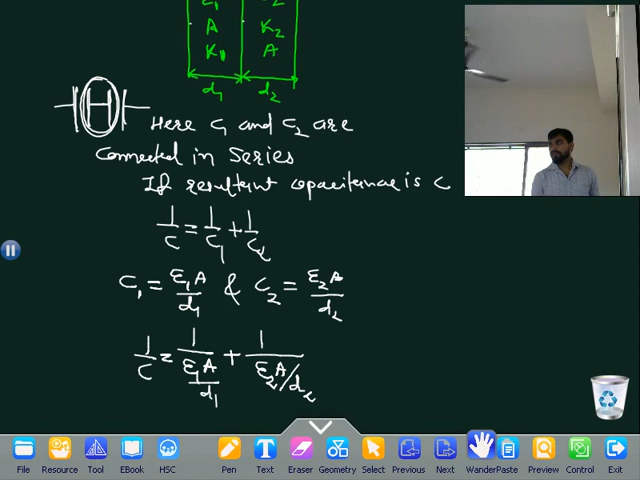 A K₂
K₁ A
d₁ d₂
Here C₁ and C₂ are
Connected in Series
If resultant capacitance is C
1/C = 1/C₁ + 1/C₂
C₁ = ε₁A/d₁ & C₂ = ε₂A/d₂
1/C = 1/(ε₁A/d₁) + 1/(ε₂A/d₂)
File Resource Tool EBook HSC Pen Text Eraser Geometry Select Previous Next Wander Paste Preview Control Exit